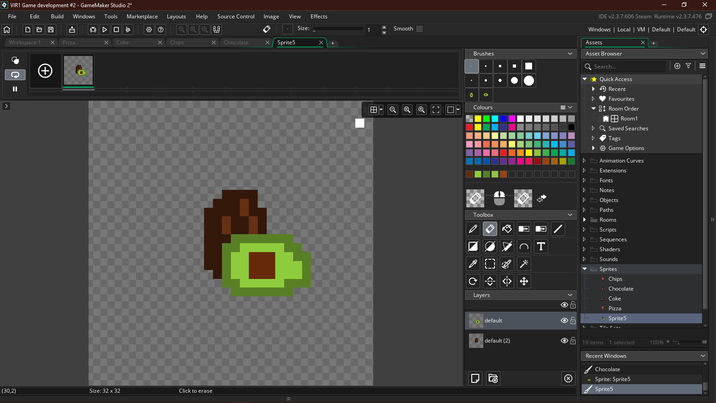 VIR1 Game development #2 - GameMaker Studio 2*
File Edit Build Windows Tools Marketplace Layouts Help Source Control Image View Effects
IDE v2.3.7.606 Steam Runtime v2.3.7.476
Windows | Local | VM | Default | Default
Workspace 1 Pizza Coke Chips Chocolate Sprite5
Size: 1 Smooth
Assets
Asset Browser
Search...
Quick Access
Recent
Favourites
Room Order
Room1
Saved Searches
Tags
Game Options
Animation Curves
Extensions
Fonts
Notes
Objects
Paths
Rooms
Scripts
Sequences
Shaders
Sounds
Sprites
Chips
Chocolate
Coke
Pizza
Sprite5
Tile Sets
19 items 1 selected 100%
Recent Windows
Chocolate
Sprite: Sprite5
Sprite5
Brushes
Colours
Toolbox
T
Layers
default
default (2)
(30,2) Size: 32 x 32 Click to erase